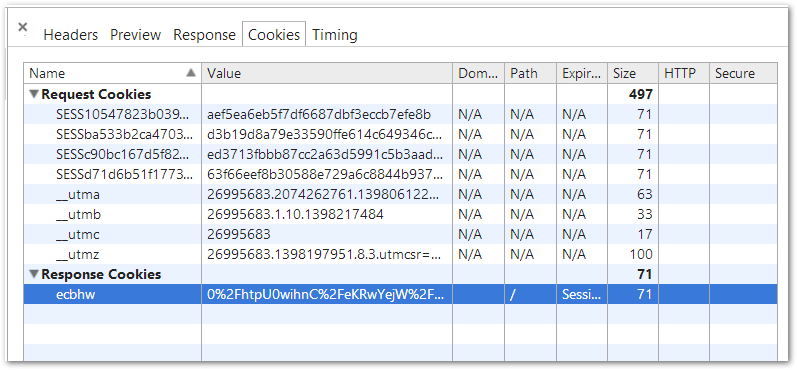 × Headers Preview Response Cookies Timing
Name Value Dom... Path Expir... Size HTTP Secure
Request Cookies 497
SESS10547823b039... aef5ea6eb5f7df6687dbf3eccb7efe8b N/A N/A N/A 71
SESSba533b2ca4703... d3b19d8a79e33590ffe614c649346c... N/A N/A N/A 71
SESSc90bc167d5f82... ed3713fbbb87cc2a63d5991c5b3aad... N/A N/A N/A 71
SESSd71d6b51f1773... 63f66eef8b30588e729a6c8844b937... N/A N/A N/A 71
__utma 26995683.2074262761.139806122... N/A N/A N/A 63
__utmb 26995683.1.10.1398217484 N/A N/A N/A 33
__utmc 26995683 N/A N/A N/A 17
__utmz 26995683.1398197951.8.3.utmcsr=... N/A N/A N/A 100
Response Cookies 71
ecbhw 0%2FhtpU0wihnC%2FeKRwYejW%2F... / Sessi... 71